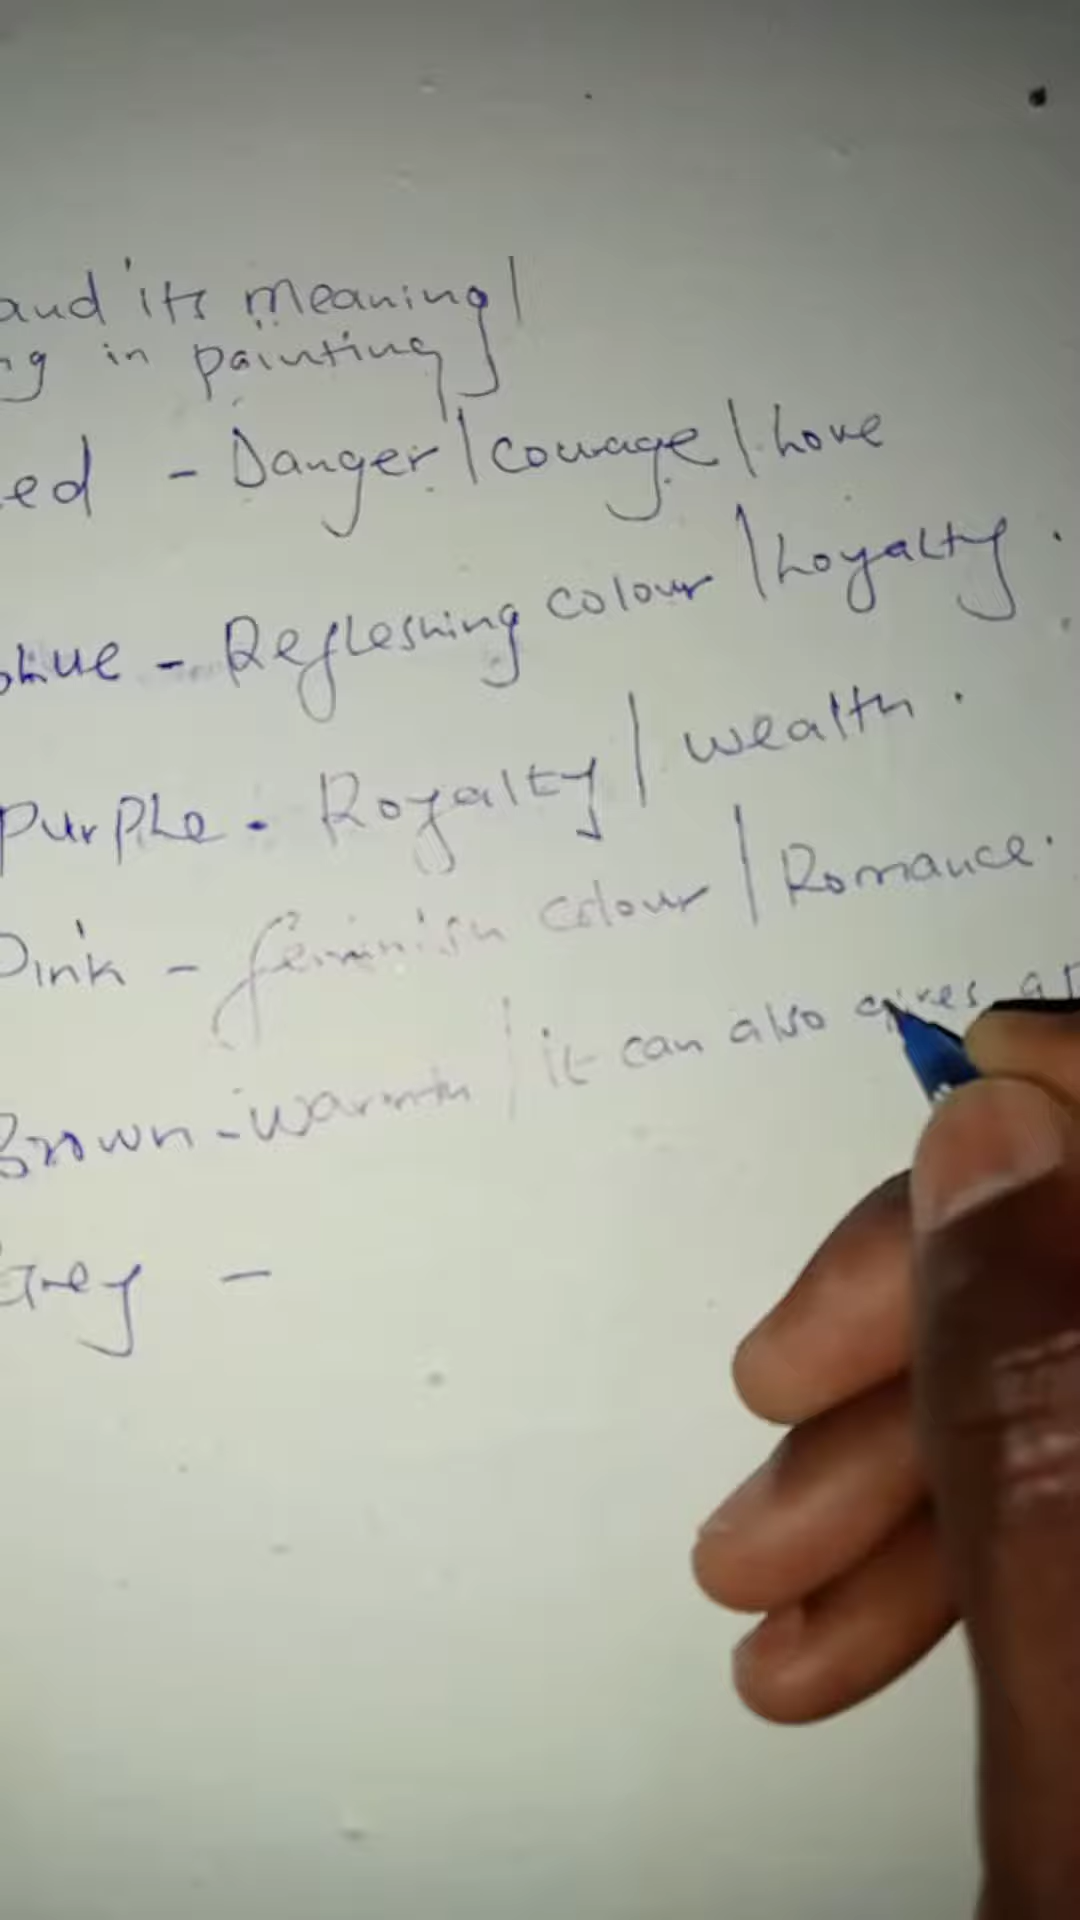 and its meaning/
in painting
ed - Danger/courage/Love
blue - Refleshing colour/Loyalty.
Purple - Royalty/wealth.
Pink - feminish colour/Romance.
Brown - Warmth/it can also gives
Grey -